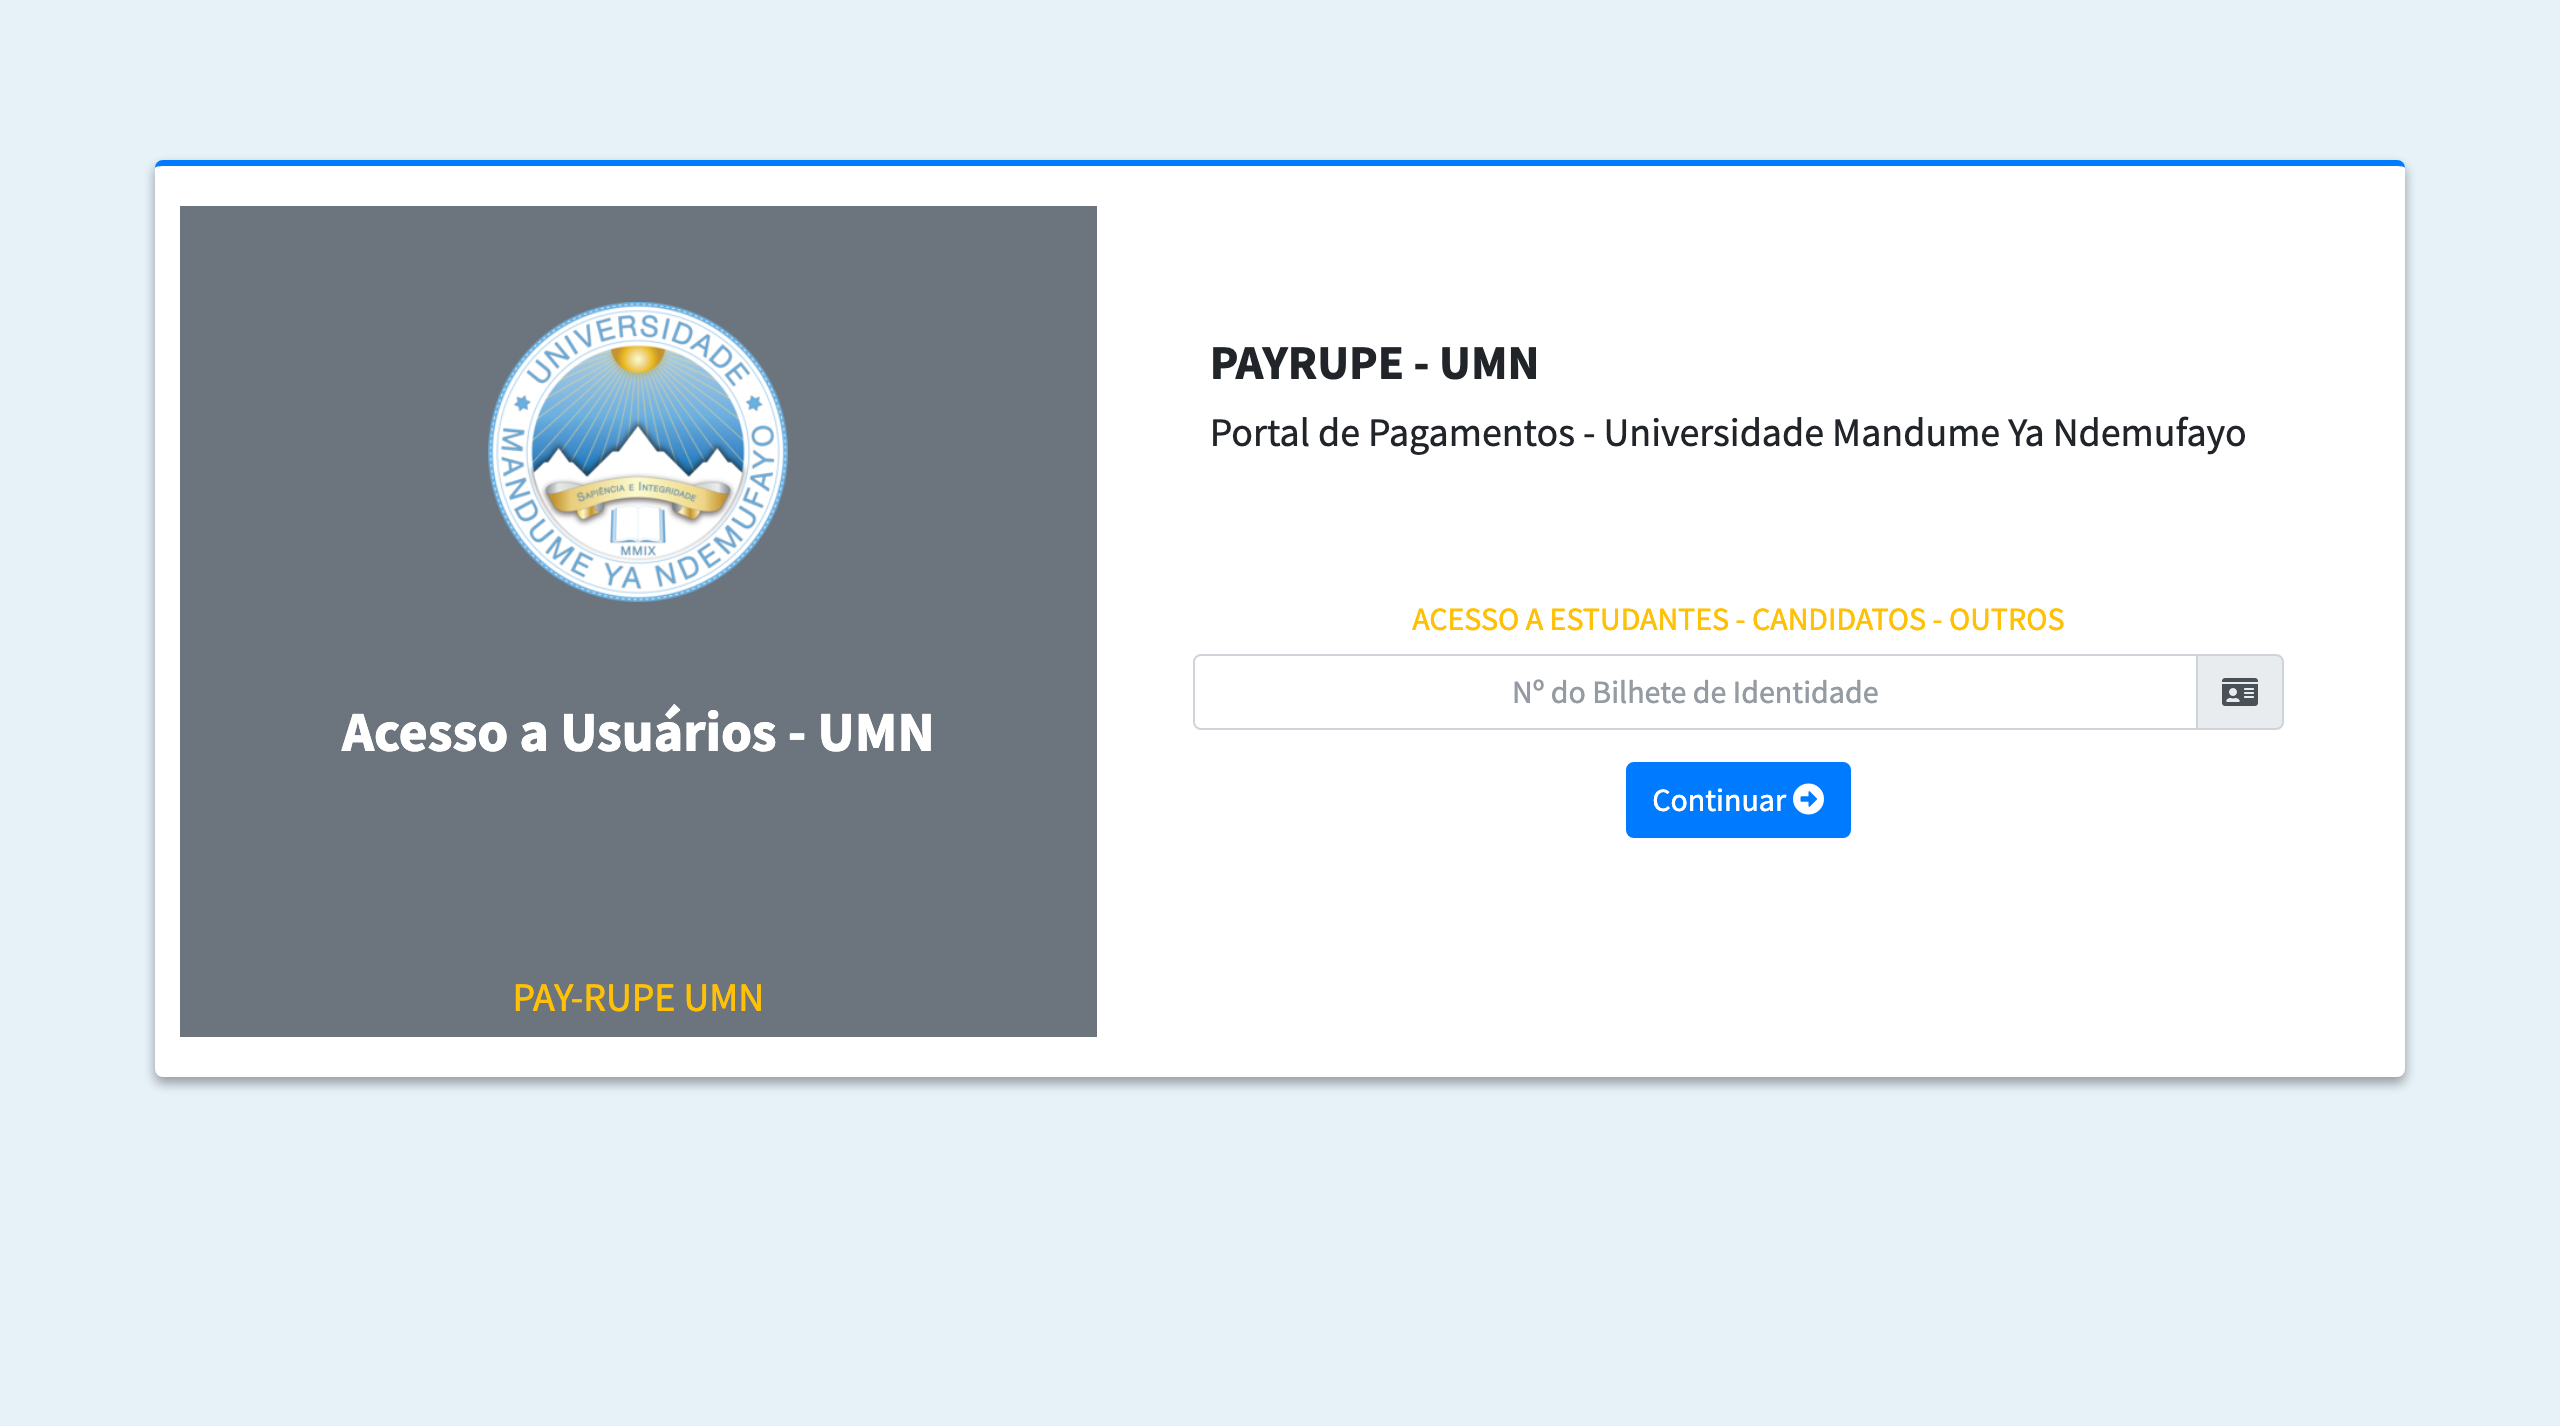 UNIVERSIDADE
MANDUME YA NDEMUFAYO
SAPIÊNCIA E INTEGRIDADE
MMIX
Acesso a Usuários - UMN
PAY-RUPE UMN
PAYRUPE - UMN
Portal de Pagamentos - Universidade Mandume Ya Ndemufayo
ACESSO A ESTUDANTES - CANDIDATOS - OUTROS
Nº do Bilhete de Identidade
Continuar